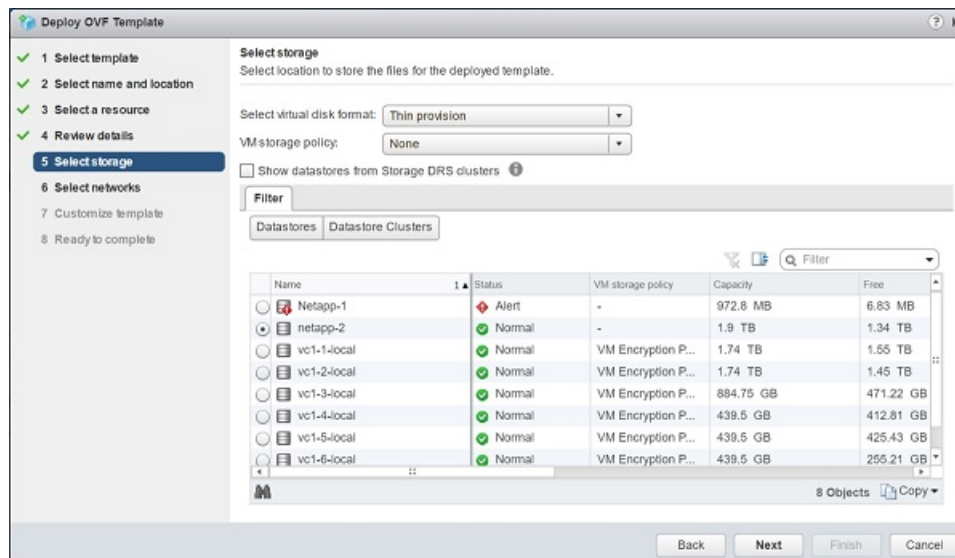 Deploy OVF Template
?
1 Select template
2 Select name and location
3 Select a resource
4 Review details
5 Select storage
6 Select networks
7 Customize template
8 Ready to complete
Select storage
Select location to store the files for the deployed template.
Select virtual disk format: Thin provision
VM storage policy: None
Show datastores from Storage DRS clusters
Filter
Datastores Datastore Clusters
Filter
Name 1 Status VM storage policy Capacity Free
Netapp-1 Alert - 972.8 MB 6.83 MB
netapp-2 Normal - 1.9 TB 1.34 TB
vc1-1-local Normal VM Encryption P... 1.74 TB 1.55 TB
vc1-2-local Normal VM Encryption P... 1.74 TB 1.45 TB
vc1-3-local Normal VM Encryption P... 884.75 GB 471.22 GB
vc1-4-local Normal VM Encryption P... 439.5 GB 412.81 GB
vc1-5-local Normal VM Encryption P... 439.5 GB 425.43 GB
vc1-6-local Normal VM Encryption P... 439.5 GB 255.21 GB
8 Objects Copy
Back Next Finish Cancel